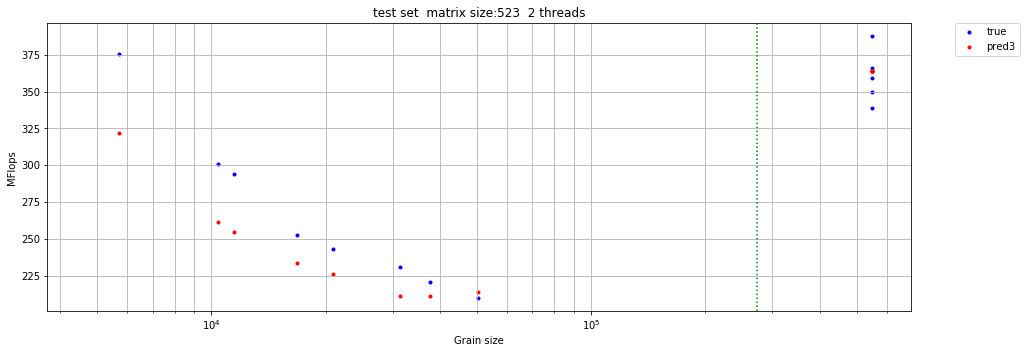 test set  matrix size:523  2 threads
true
pred3
MFlops
375
350
325
300
275
250
225
10^4
10^5
Grain size